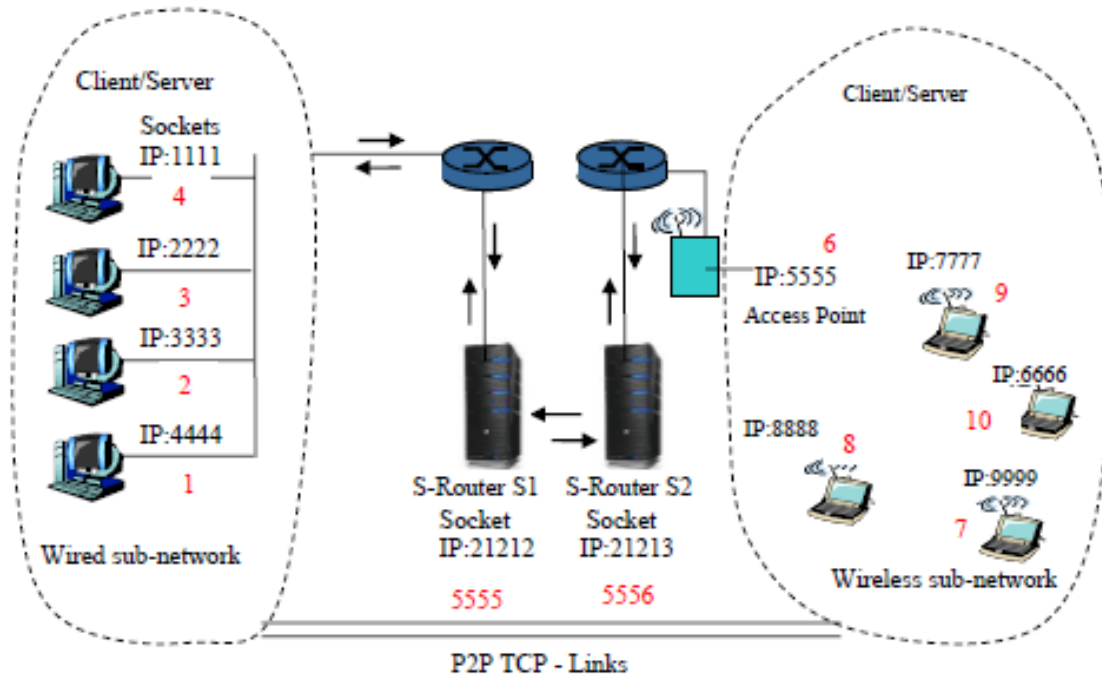 Client/Server
Sockets
IP:1111
4
IP:2222
3
IP:3333
2
IP:4444
1
Wired sub-network
S-Router S1
Socket
IP:21212
5555
S-Router S2
Socket
IP:21213
5556
Client/Server
6
IP:5555
Access Point
IP:7777
9
IP:6666
10
IP:8888
8
IP:9999
7
Wireless sub-network
P2P TCP - Links